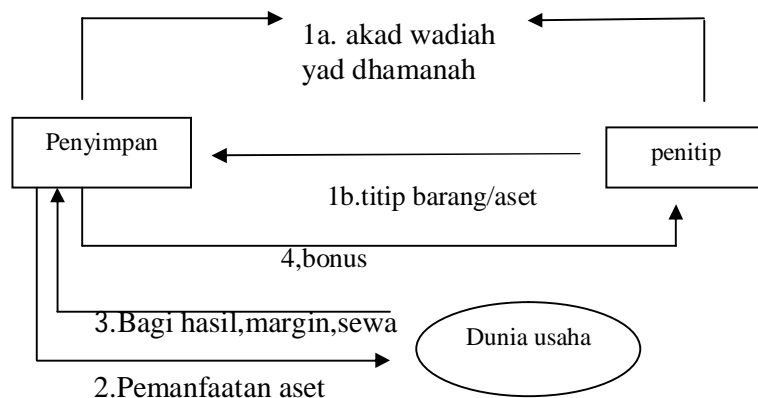 1a. akad wadiah
yad dhamanah
Penyimpan
penitip
1b.titip barang/aset
4,bonus
3.Bagi hasil,margin,sewa
Dunia usaha
2.Pemanfaatan aset